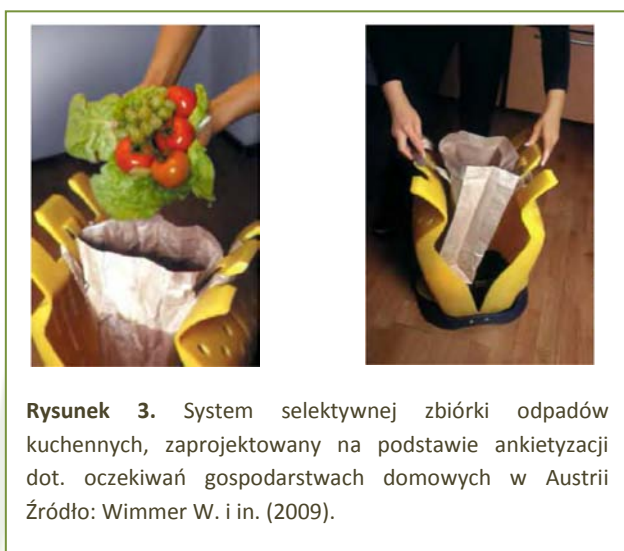 Rysunek 3. System selektywnej zbiórki odpadów
kuchennych, zaprojektowany na podstawie ankietyzacji
dot. oczekiwań gospodarstwach domowych w Austrii
Źródło: Wimmer W. i in. (2009).